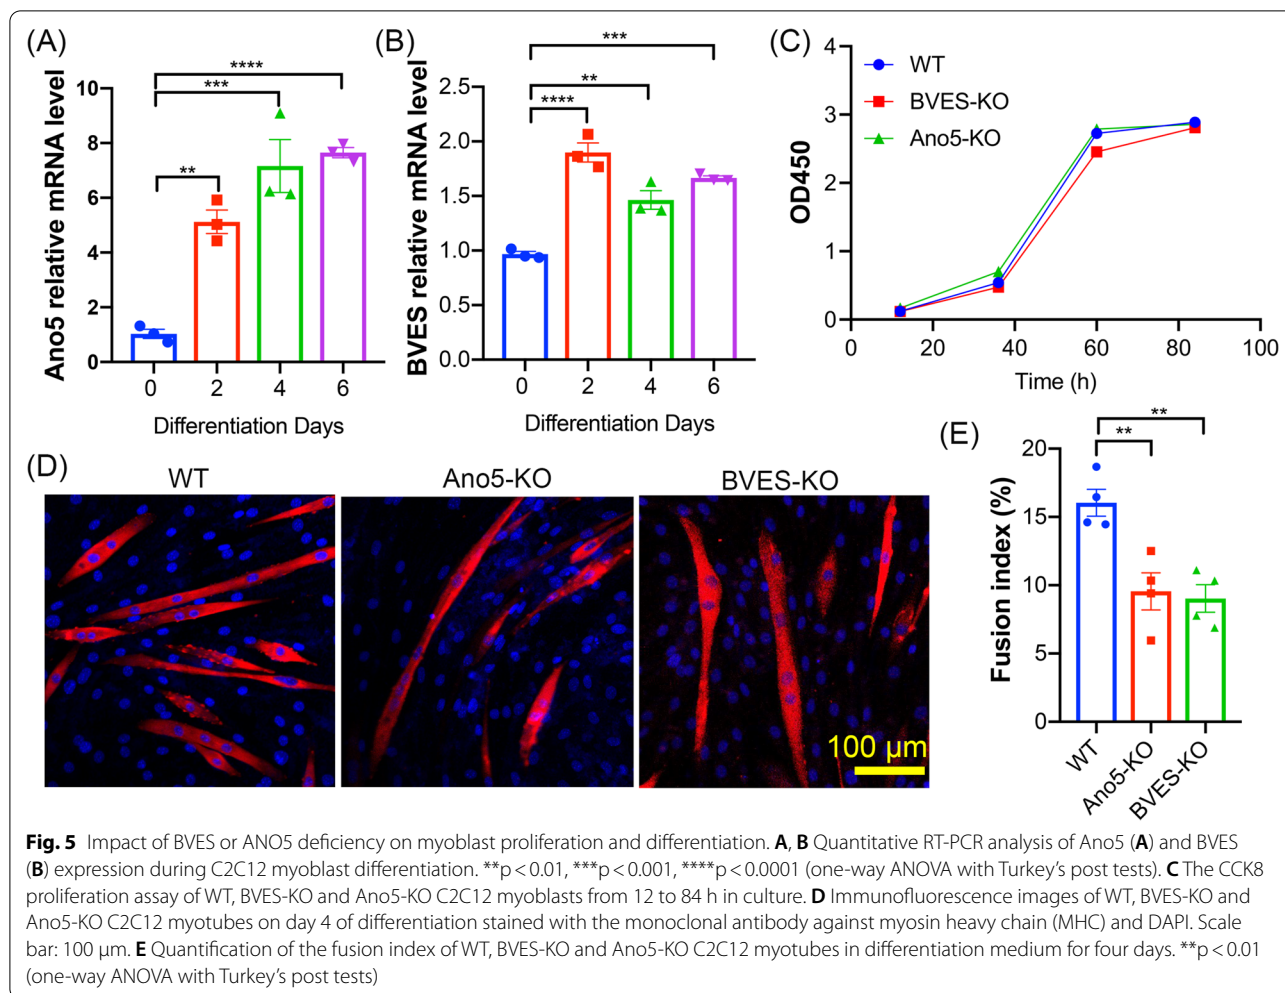 (A)
Ano5 relative mRNA level
10
8
6
4
2
0
**
***
****
0 2 4 6
Differentiation Days
(B)
BVES relative mRNA level
2.5
2.0
1.5
1.0
0.5
0.0
****
**
***
0 2 4 6
Differentiation Days
(C)
WT
BVES-KO
Ano5-KO
OD450
4
3
2
1
0
0 20 40 60 80 100
Time (h)
(D)
WT Ano5-KO BVES-KO
100 µm
(E)
Fusion index (%)
20
15
10
5
0
**
**
WT
Ano5-KO
BVES-KO
Fig. 5 Impact of BVES or ANO5 deficiency on myoblast proliferation and differentiation. A, B Quantitative RT-PCR analysis of Ano5 (A) and BVES
(B) expression during C2C12 myoblast differentiation. **p < 0.01, ***p < 0.001, ****p < 0.0001 (one-way ANOVA with Turkey's post tests). C The CCK8
proliferation assay of WT, BVES-KO and Ano5-KO C2C12 myoblasts from 12 to 84 h in culture. D Immunofluorescence images of WT, BVES-KO and
Ano5-KO C2C12 myotubes on day 4 of differentiation stained with the monoclonal antibody against myosin heavy chain (MHC) and DAPI. Scale
bar: 100 µm. E Quantification of the fusion index of WT, BVES-KO and Ano5-KO C2C12 myotubes in differentiation medium for four days. **p < 0.01
(one-way ANOVA with Turkey's post tests)